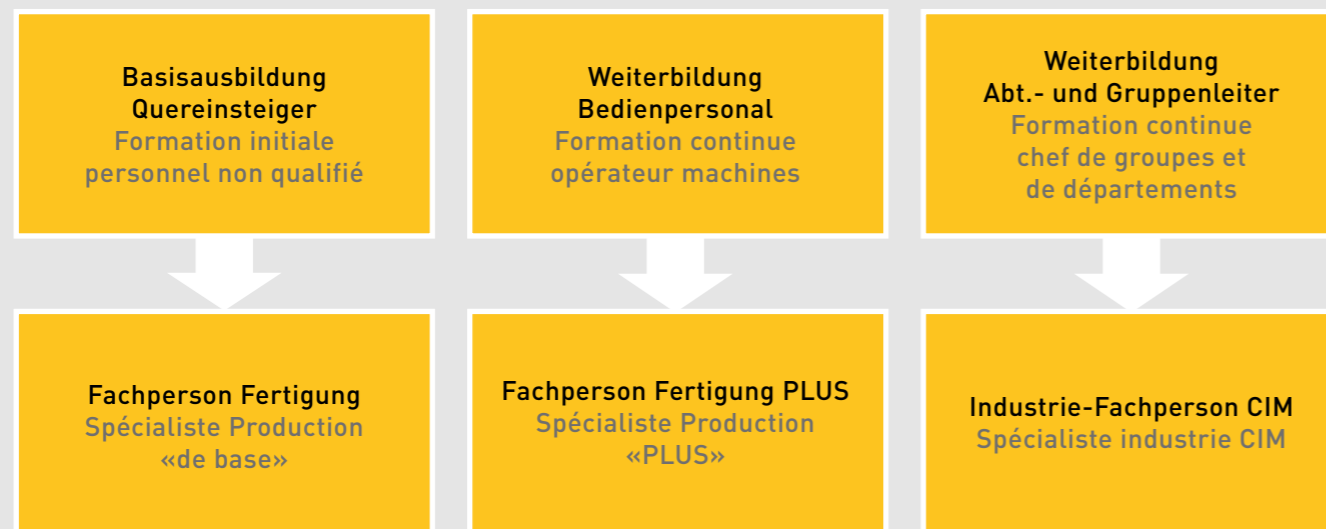 Basisausbildung
Quereinsteiger
Formation initiale
personnel non qualifié
Weiterbildung
Bedienpersonal
Formation continue
opérateur machines
Weiterbildung
Abt.- und Gruppenleiter
Formation continue
chef de groupes et
de départements
Fachperson Fertigung
Spécialiste Production
«de base»
Fachperson Fertigung PLUS
Spécialiste Production
«PLUS»
Industrie-Fachperson CIM
Spécialiste industrie CIM